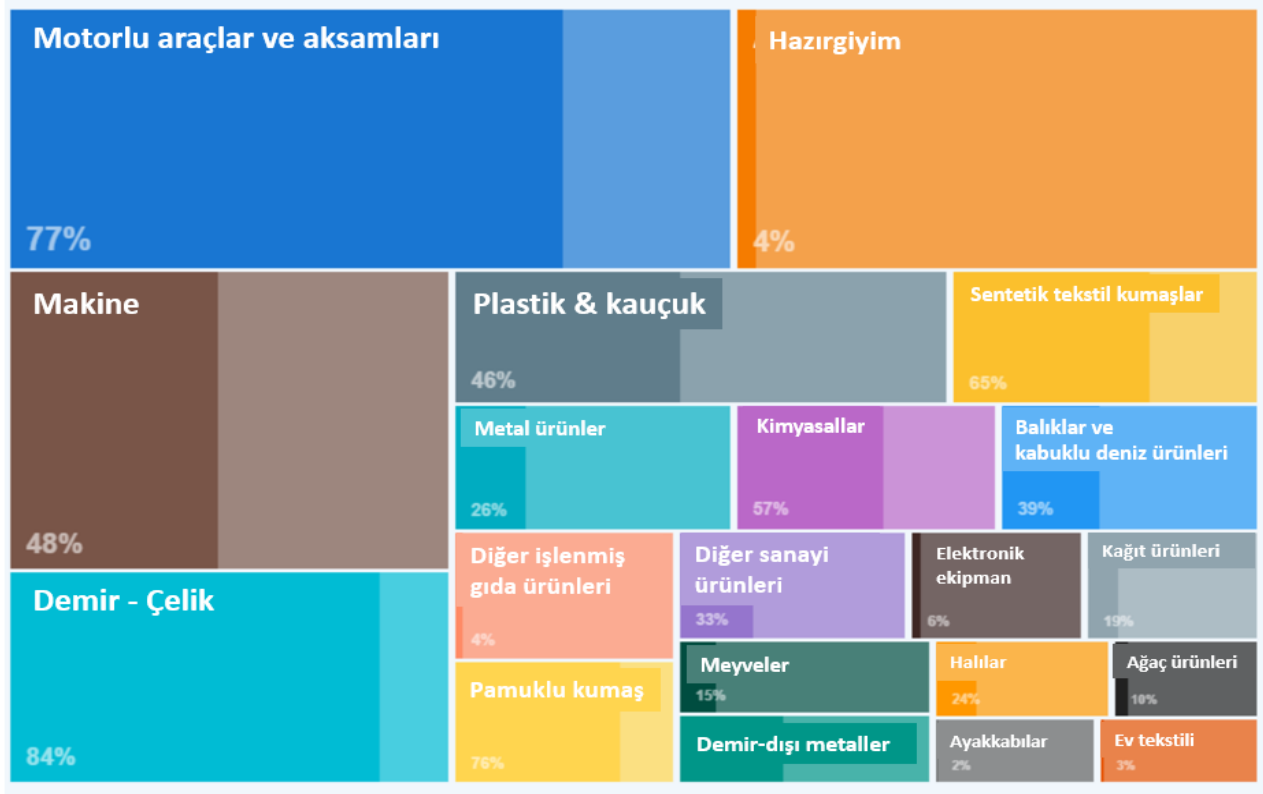 Motorlu araçlar ve aksamları
77%
Hazırgiyim
4%
Makine
48%
Plastik & kauçuk
46%
Sentetik tekstil kumaşlar
65%
Metal ürünler
26%
Kimyasallar
57%
Balıklar ve
kabuklu deniz ürünleri
39%
Demir - Çelik
84%
Diğer işlenmiş
gıda ürünleri
4%
Diğer sanayi
ürünleri
33%
Elektronik
ekipman
6%
Kağıt ürünleri
19%
Pamuklu kumaş
76%
Meyveler
15%
Halılar
24%
Ağaç ürünleri
10%
Demir-dışı metaller
Ayakkabılar
2%
Ev tekstili
3%